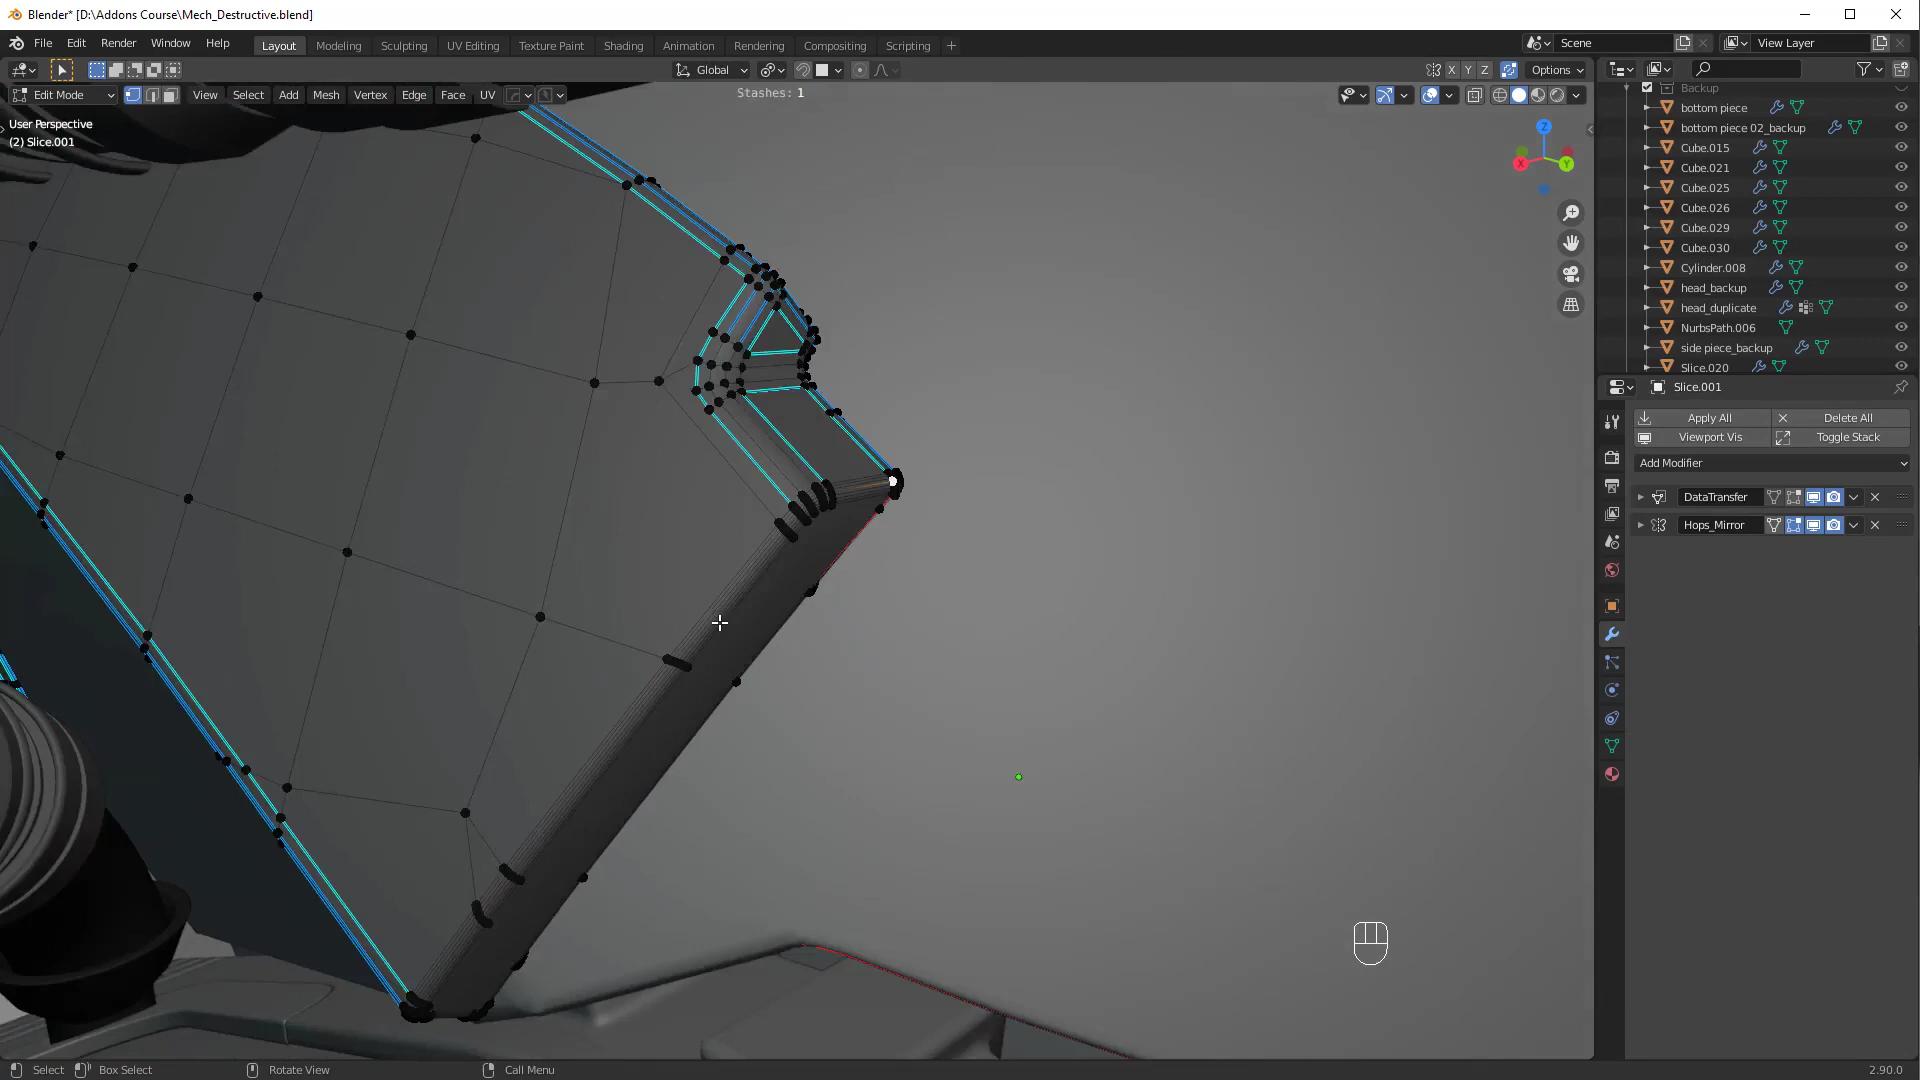 Blender* [D:\Addons Course\Mech_Destructive.blend]
File Edit Render Window Help
Layout Modeling Sculpting UV Editing Texture Paint Shading Animation Rendering Compositing Scripting +
Scene
View Layer
Global
X Y Z
Options
Edit Mode
View Select Add Mesh Vertex Edge Face UV
Stashes: 1
User Perspective
(2) Slice.001
Z
X
Y
Backup
bottom piece
bottom piece 02_backup
Cube.015
Cube.021
Cube.025
Cube.026
Cube.029
Cube.030
Cylinder.008
head_backup
head_duplicate
NurbsPath.006
side piece_backup
Slice.020
Slice.001
Apply All
Delete All
Viewport Vis
Toggle Stack
Add Modifier
DataTransfer
Hops_Mirror
Select
Box Select
Rotate View
Call Menu
2.90.0